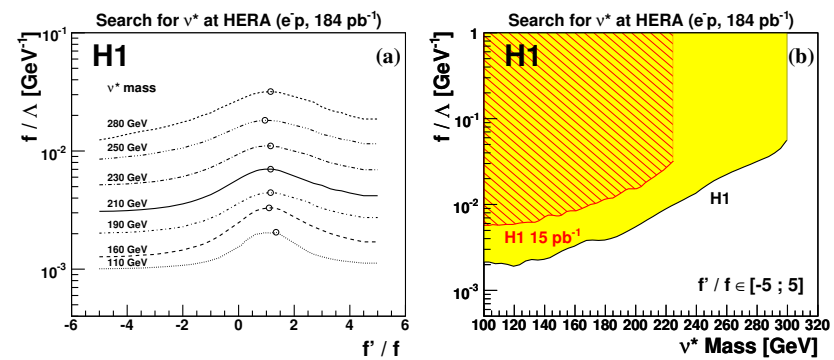 Search for ν* at HERA (e⁻p, 184 pb⁻¹)
H1
(a)
ν* mass
280 GeV
250 GeV
230 GeV
210 GeV
190 GeV
160 GeV
110 GeV
f / Λ [GeV⁻¹]
10⁻¹
10⁻²
10⁻³
-6 -4 -2 0 2 4 6
f' / f
Search for ν* at HERA (e⁻p, 184 pb⁻¹)
H1
(b)
f / Λ [GeV⁻¹]
1
10⁻¹
10⁻²
10⁻³
H1
H1 15 pb⁻¹
f' / f ∈ [-5 ; 5]
100 120 140 160 180 200 220 240 260 280 300 320
ν* Mass [GeV]